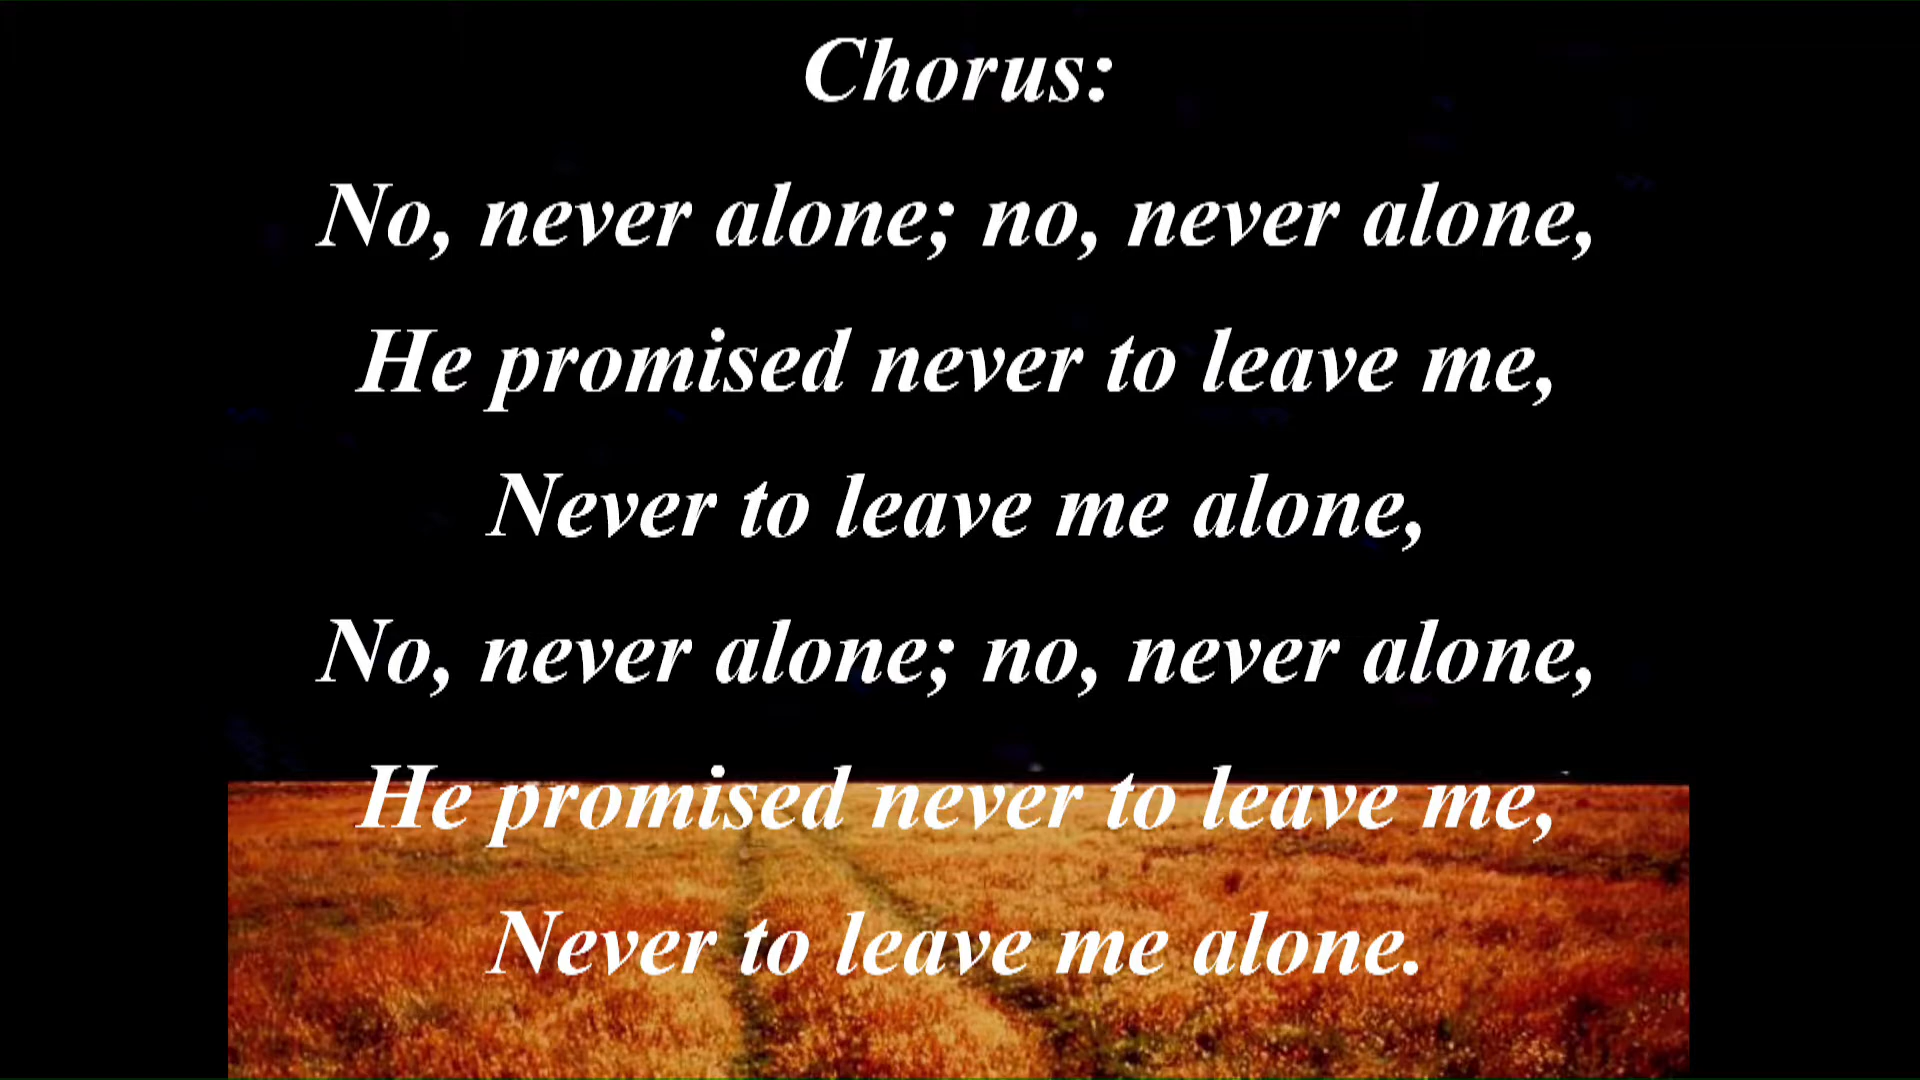 Chorus:
No, never alone; no, never alone,
He promised never to leave me,
Never to leave me alone,
No, never alone; no, never alone,
He promised never to leave me,
Never to leave me alone.